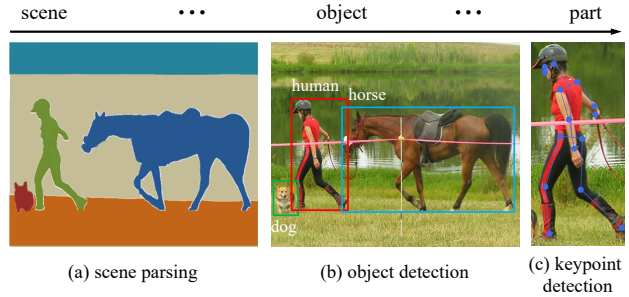 scene ••• object ••• part
human
horse
dog
(a) scene parsing
(b) object detection
(c) keypoint
detection